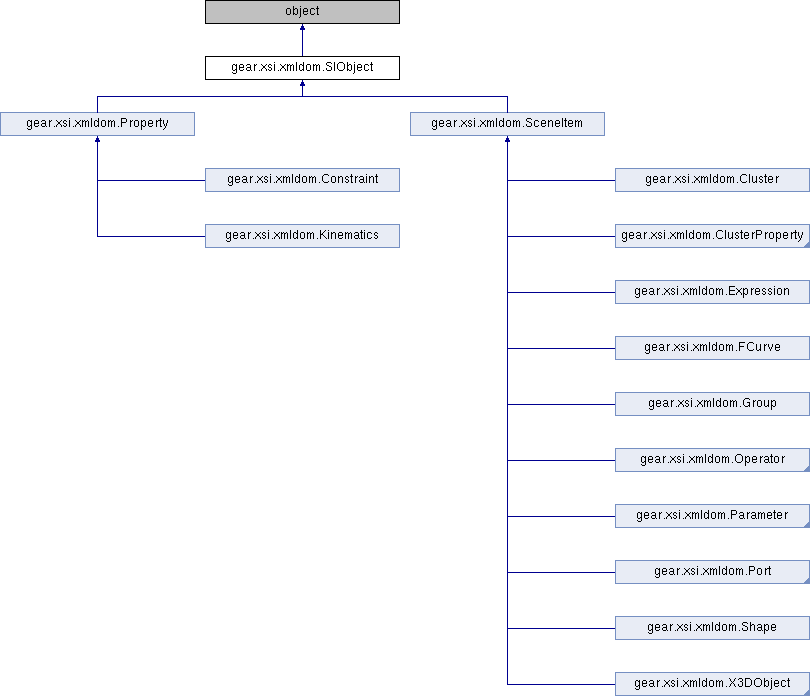 object
gear.xsi.xmldom.SIObject
gear.xsi.xmldom.Property
gear.xsi.xmldom.SceneItem
gear.xsi.xmldom.Constraint
gear.xsi.xmldom.Cluster
gear.xsi.xmldom.Kinematics
gear.xsi.xmldom.ClusterProperty
gear.xsi.xmldom.Expression
gear.xsi.xmldom.FCurve
gear.xsi.xmldom.Group
gear.xsi.xmldom.Operator
gear.xsi.xmldom.Parameter
gear.xsi.xmldom.Port
gear.xsi.xmldom.Shape
gear.xsi.xmldom.X3DObject